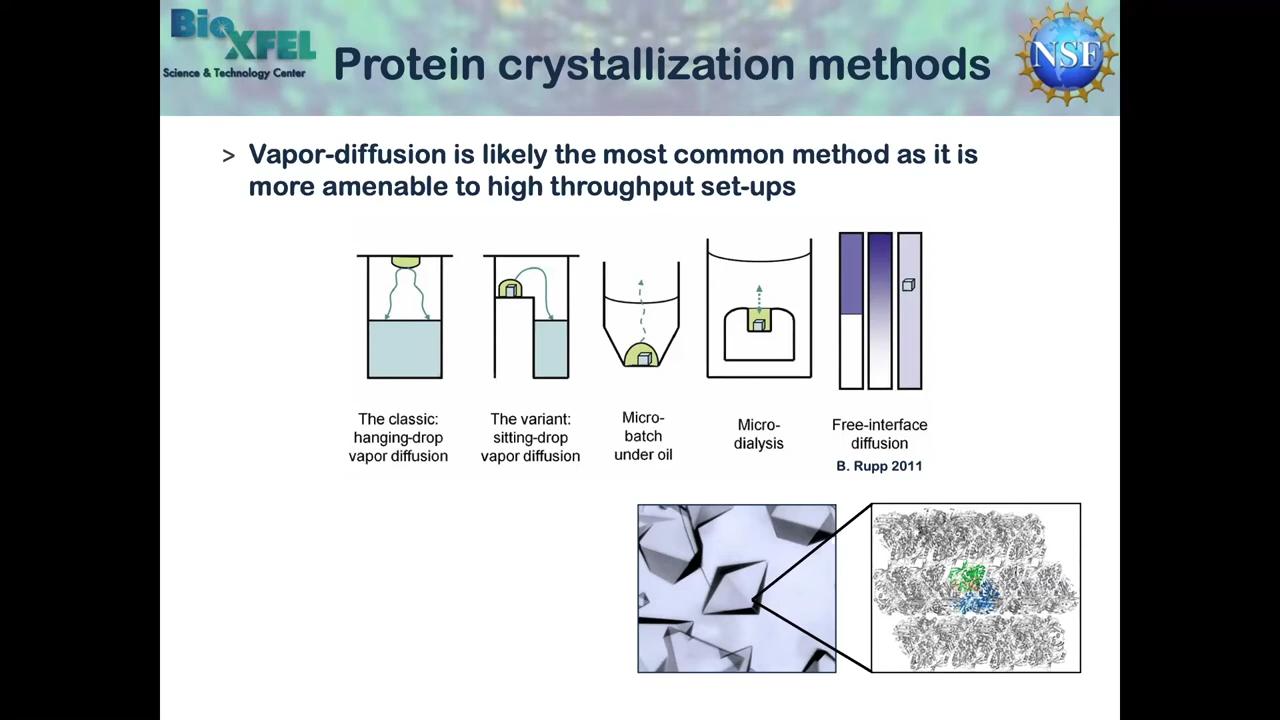 BioXFEL
Science & Technology Center
Protein crystallization methods
NSF
> Vapor-diffusion is likely the most common method as it is
more amenable to high throughput set-ups
The classic:
hanging-drop
vapor diffusion
The variant:
sitting-drop
vapor diffusion
Micro-
batch
under oil
Micro-
dialysis
Free-interface
diffusion
B. Rupp 2011